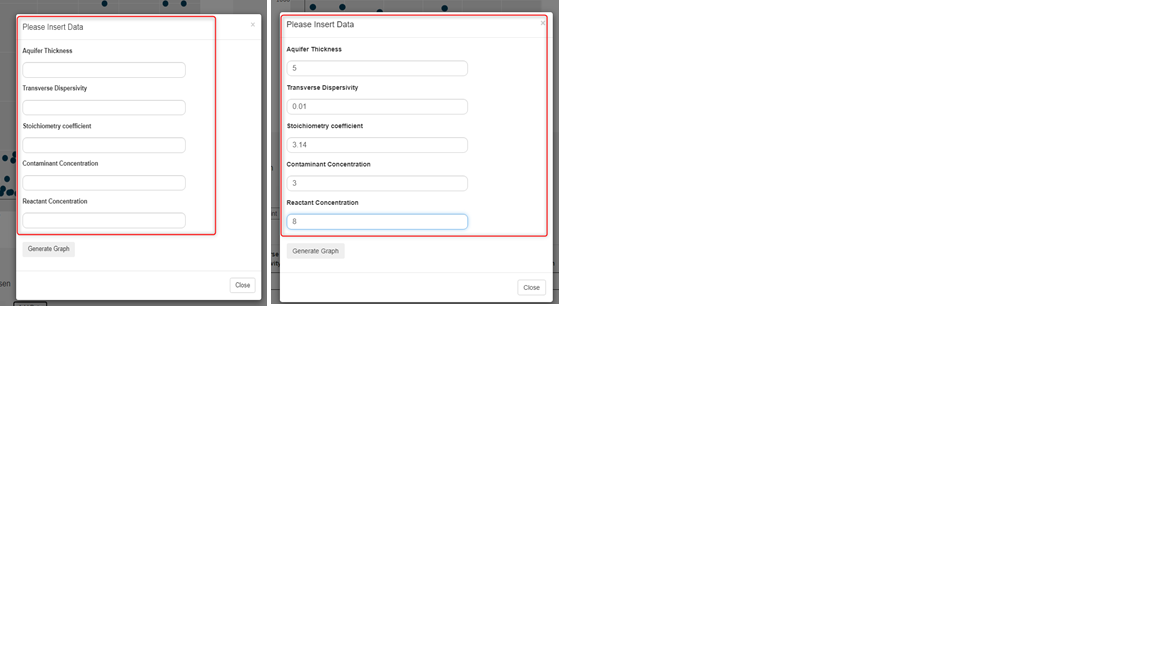 Please Insert Data
×
Aquifer Thickness
Transverse Dispersivity
Stoichiometry coefficient
Contaminant Concentration
Reactant Concentration
Generate Graph
Close
sen
Please Insert Data
×
Aquifer Thickness
5
Transverse Dispersivity
0.01
Stoichiometry coefficient
3.14
Contaminant Concentration
3
Reactant Concentration
8
Generate Graph
Close